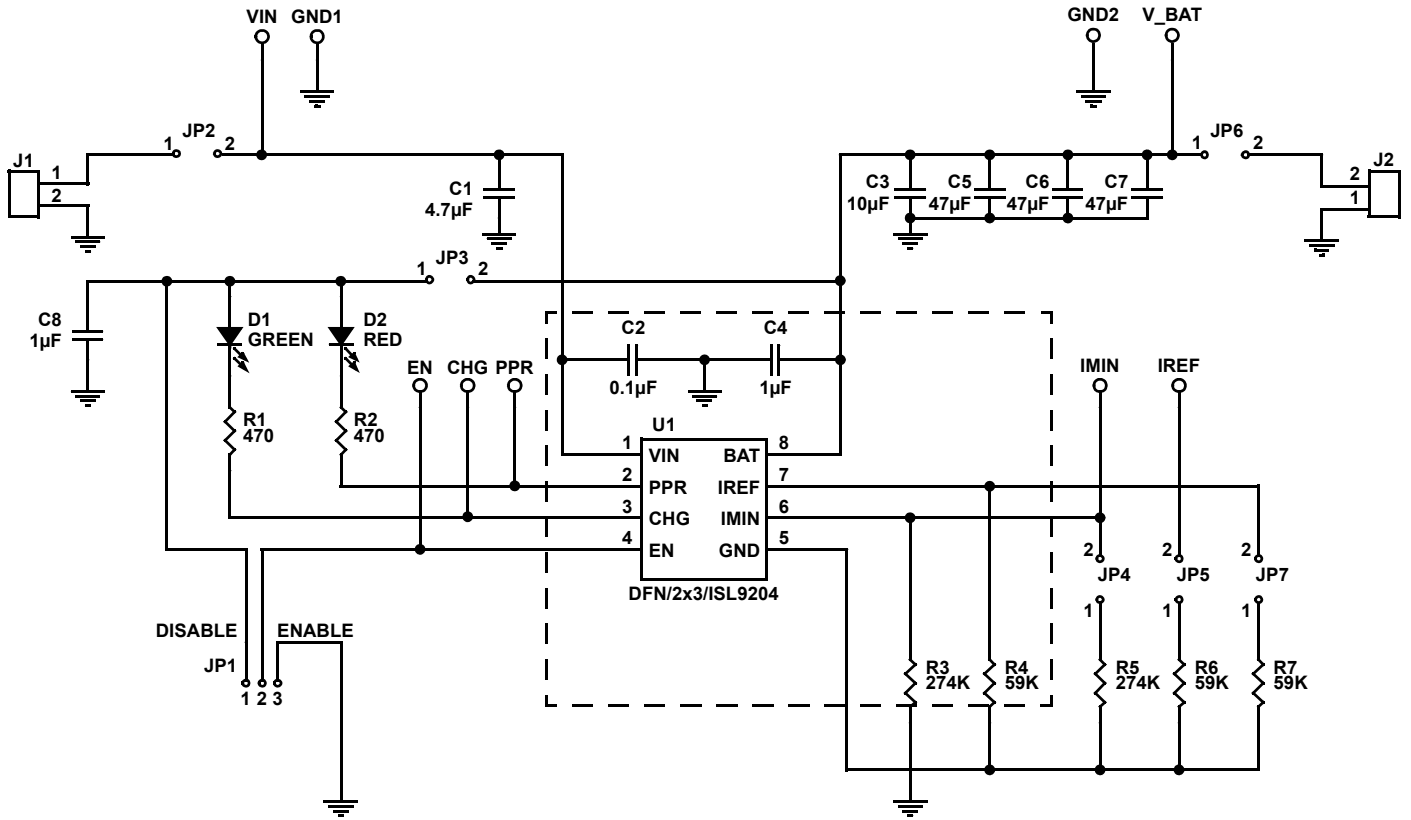 VIN GND1
GND2 V_BAT
JP2
1 2
J1
1
2
C1
4.7µF
C3
10µF
C5
47µF
C6
47µF
C7
47µF
JP6
1 2
J2
2
1
JP3
1 2
C8
1µF
D1
GREEN
D2
RED
R1
470
R2
470
EN CHG PPR
C2
0.1µF
C4
1µF
IMIN IREF
U1
1 VIN BAT 8
2 PPR IREF 7
3 CHG IMIN 6
4 EN GND 5
DFN/2x3/ISL9204
2 JP4 1
2 JP5 1
2 JP7 1
DISABLE ENABLE
JP1
1 2 3
R3
274K
R4
59K
R5
274K
R6
59K
R7
59K